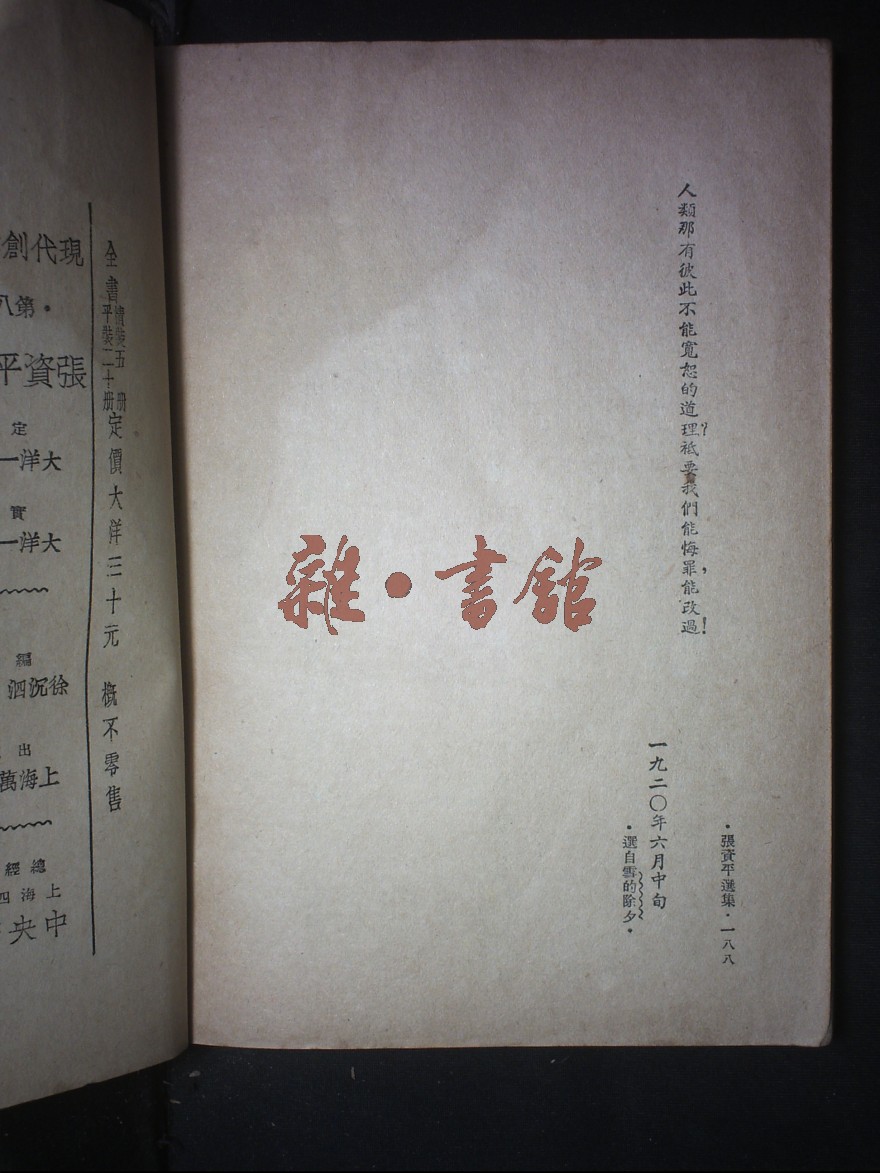 人類那有彼此不能寬恕的道理?祗要我們能悔罪,能改過!
一九二〇年六月中旬
·選自雪的除夕·
·張資平選集·一八八
雜·書館
全書精裝五册平裝二十册定價大洋三十元 概不零售
現代創
·第八
張資平
定
大洋一
實
大洋一
編
徐沉泗
出
上海萬
總經
上海四
中央